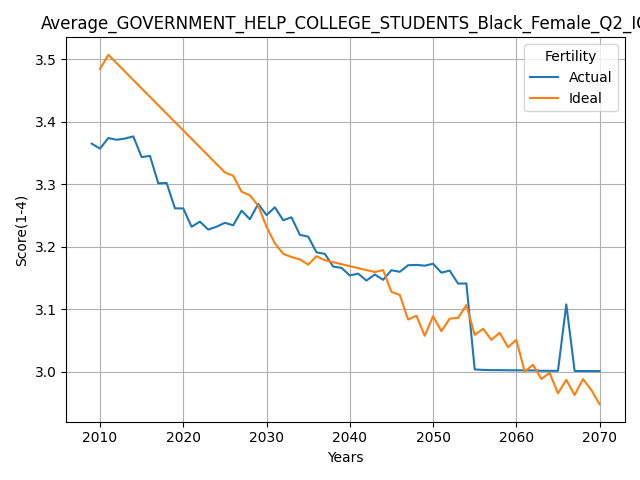 Average_GOVERNMENT_HELP_COLLEGE_STUDENTS_Black_Female_Q2_IC
Fertility
Actual
Ideal
Score(1-4)
3.5
3.4
3.3
3.2
3.1
3.0
2010 2020 2030 2040 2050 2060 2070
Years